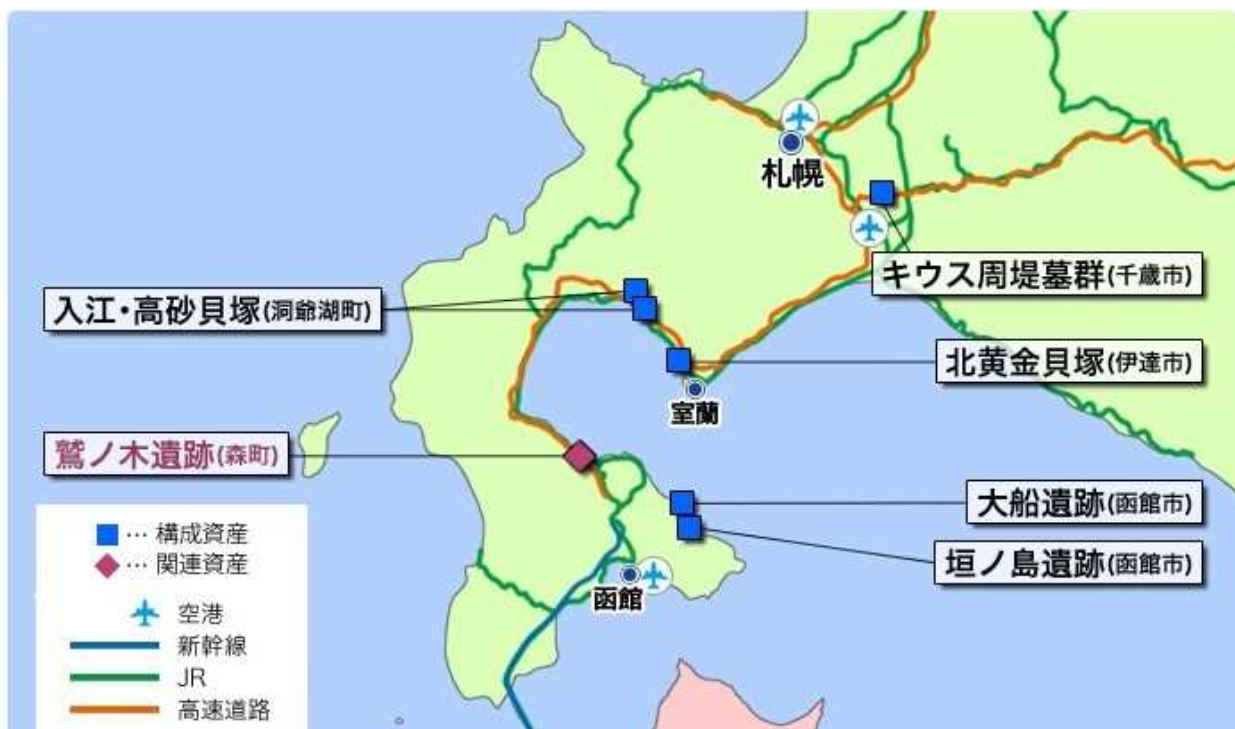 札幌
キウス周堤墓群(千歳市)
入江・高砂貝塚(洞爺湖町)
北黄金貝塚(伊達市)
室蘭
鷲ノ木遺跡(森町)
大船遺跡(函館市)
垣ノ島遺跡(函館市)
函館
… 構成資産
… 関連資産
空港
新幹線
JR
高速道路